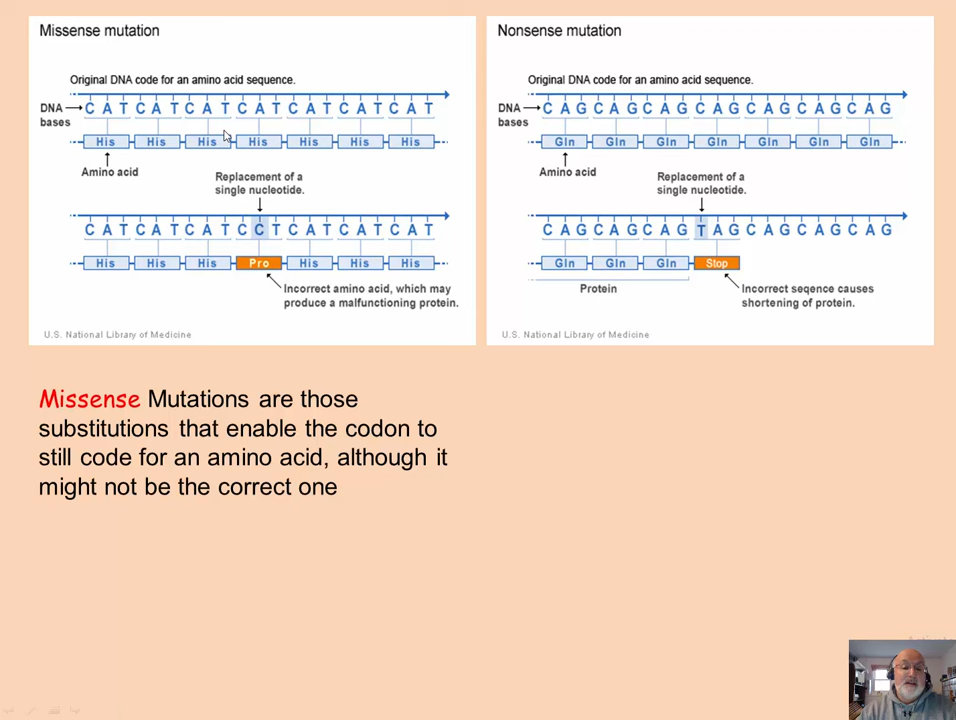 Missense mutation
Original DNA code for an amino acid sequence.
DNA bases
C A T C A T C A T C A T C A T C A T C A T
His His His His His His His
Amino acid
Replacement of a
single nucleotide.
C A T C A T C A T C C T C A T C A T C A T
His His His Pro His His His
Incorrect amino acid, which may
produce a malfunctioning protein.
U.S. National Library of Medicine
Nonsense mutation
Original DNA code for an amino acid sequence.
DNA bases
C A G C A G C A G C A G C A G C A G C A G
Gln Gln Gln Gln Gln Gln Gln
Amino acid
Replacement of a
single nucleotide.
C A G C A G C A G T A G C A G C A G C A G
Gln Gln Gln Stop
Protein
Incorrect seqence causes
shortening of protein.
U.S. National Library of Medicine
Missense Mutations are those
substitutions that enable the codon to
still code for an amino acid, although it
might not be the correct one